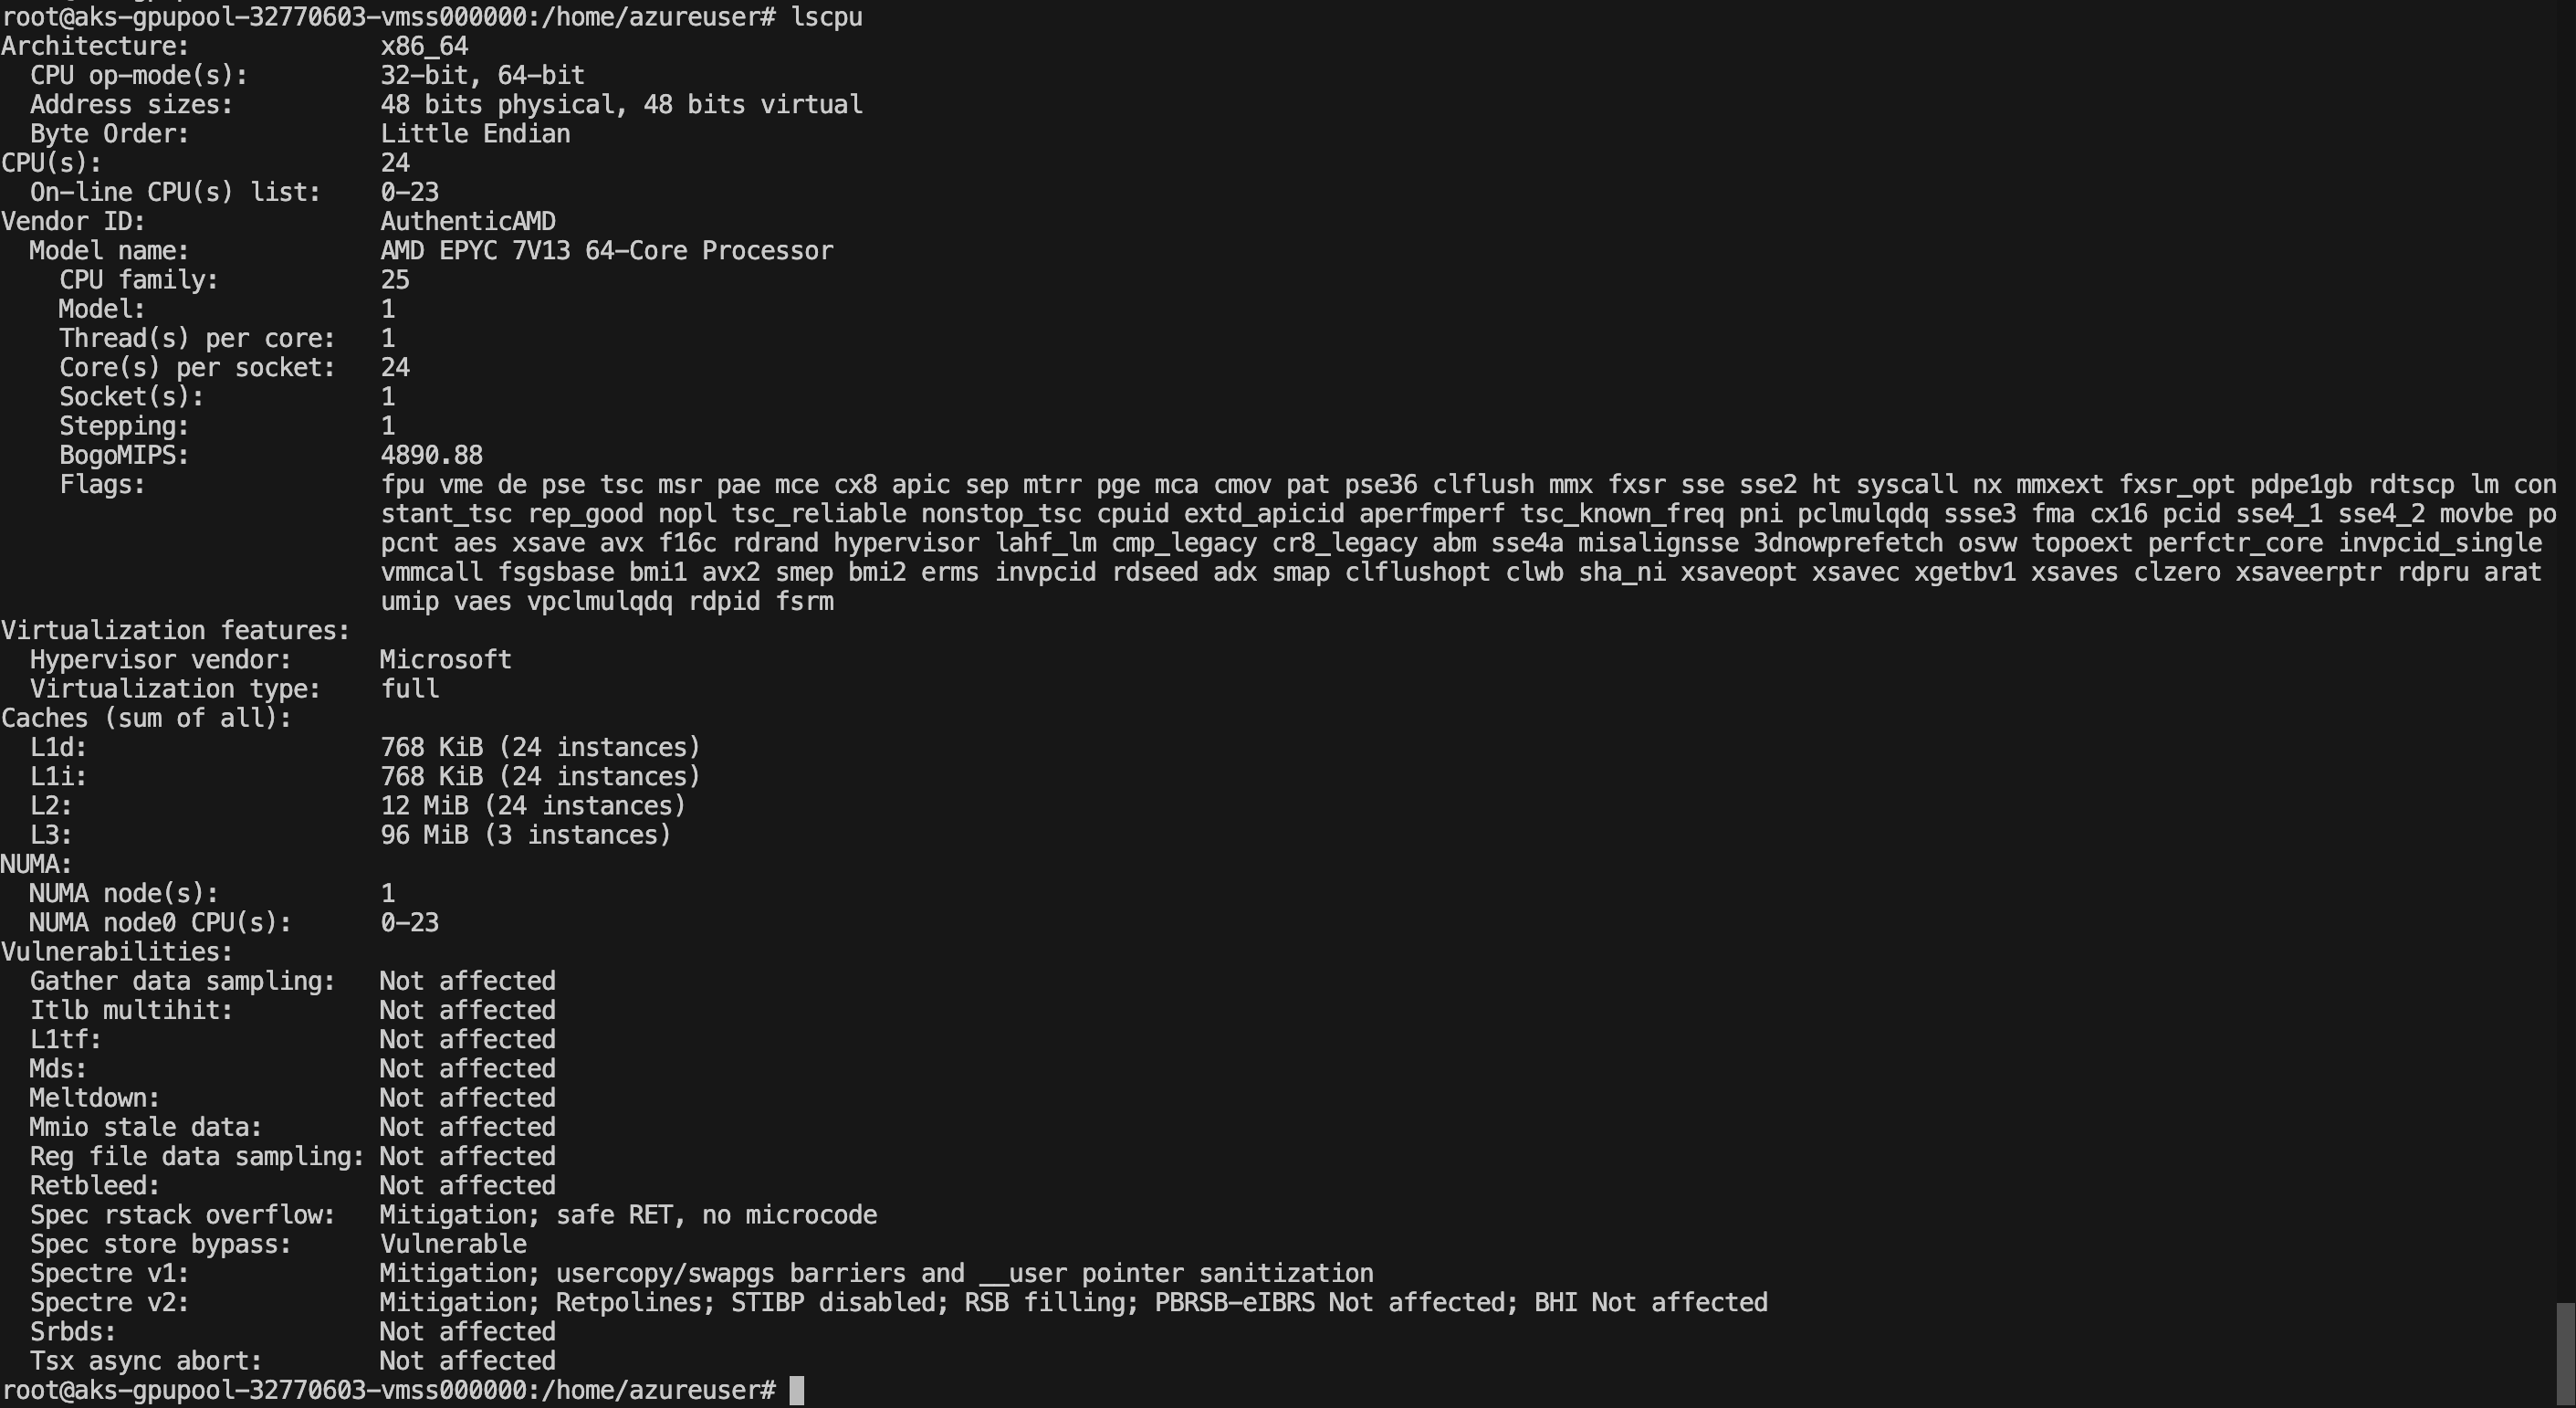 root@aks-gpupool-32770603-vmss000000:/home/azureuser# lscpu
Architecture:             x86_64
  CPU op-mode(s):         32-bit, 64-bit
  Address sizes:          48 bits physical, 48 bits virtual
  Byte Order:             Little Endian
CPU(s):                   24
  On-line CPU(s) list:    0-23
Vendor ID:                AuthenticAMD
  Model name:             AMD EPYC 7V13 64-Core Processor
    CPU family:           25
    Model:                1
    Thread(s) per core:   1
    Core(s) per socket:   24
    Socket(s):            1
    Stepping:             1
    BogoMIPS:             4890.88
    Flags:                fpu vme de pse tsc msr pae mce cx8 apic sep mtrr pge mca cmov pat pse36 clflush mmx fxsr sse sse2 ht syscall nx mmxext fxsr_opt pdpe1gb rdtscp lm con
                          stant_tsc rep_good nopl tsc_reliable nonstop_tsc cpuid extd_apicid aperfmperf tsc_known_freq pni pclmulqdq ssse3 fma cx16 pcid sse4_1 sse4_2 movbe po
                          pcnt aes xsave avx f16c rdrand hypervisor lahf_lm cmp_legacy cr8_legacy abm sse4a misalignsse 3dnowprefetch osvw topoext perfctr_core invpcid_single
                          vmmcall fsgsbase bmi1 avx2 smep bmi2 erms invpcid rdseed adx smap clflushopt clwb sha_ni xsaveopt xsavec xgetbv1 xsaves clzero xsaveerptr rdpru arat
                          umip vaes vpclmulqdq rdpid fsrm
Virtualization features:
  Hypervisor vendor:      Microsoft
  Virtualization type:    full
Caches (sum of all):
  L1d:                    768 KiB (24 instances)
  L1i:                    768 KiB (24 instances)
  L2:                     12 MiB (24 instances)
  L3:                     96 MiB (3 instances)
NUMA:
  NUMA node(s):           1
  NUMA node0 CPU(s):      0-23
Vulnerabilities:
  Gather data sampling:   Not affected
  Itlb multihit:          Not affected
  L1tf:                   Not affected
  Mds:                    Not affected
  Meltdown:               Not affected
  Mmio stale data:        Not affected
  Reg file data sampling: Not affected
  Retbleed:               Not affected
  Spec rstack overflow:   Mitigation; safe RET, no microcode
  Spec store bypass:      Vulnerable
  Spectre v1:             Mitigation; usercopy/swapgs barriers and __user pointer sanitization
  Spectre v2:             Mitigation; Retpolines; STIBP disabled; RSB filling; PBRSB-eIBRS Not affected; BHI Not affected
  Srbds:                  Not affected
  Tsx async abort:        Not affected
root@aks-gpupool-32770603-vmss000000:/home/azureuser#